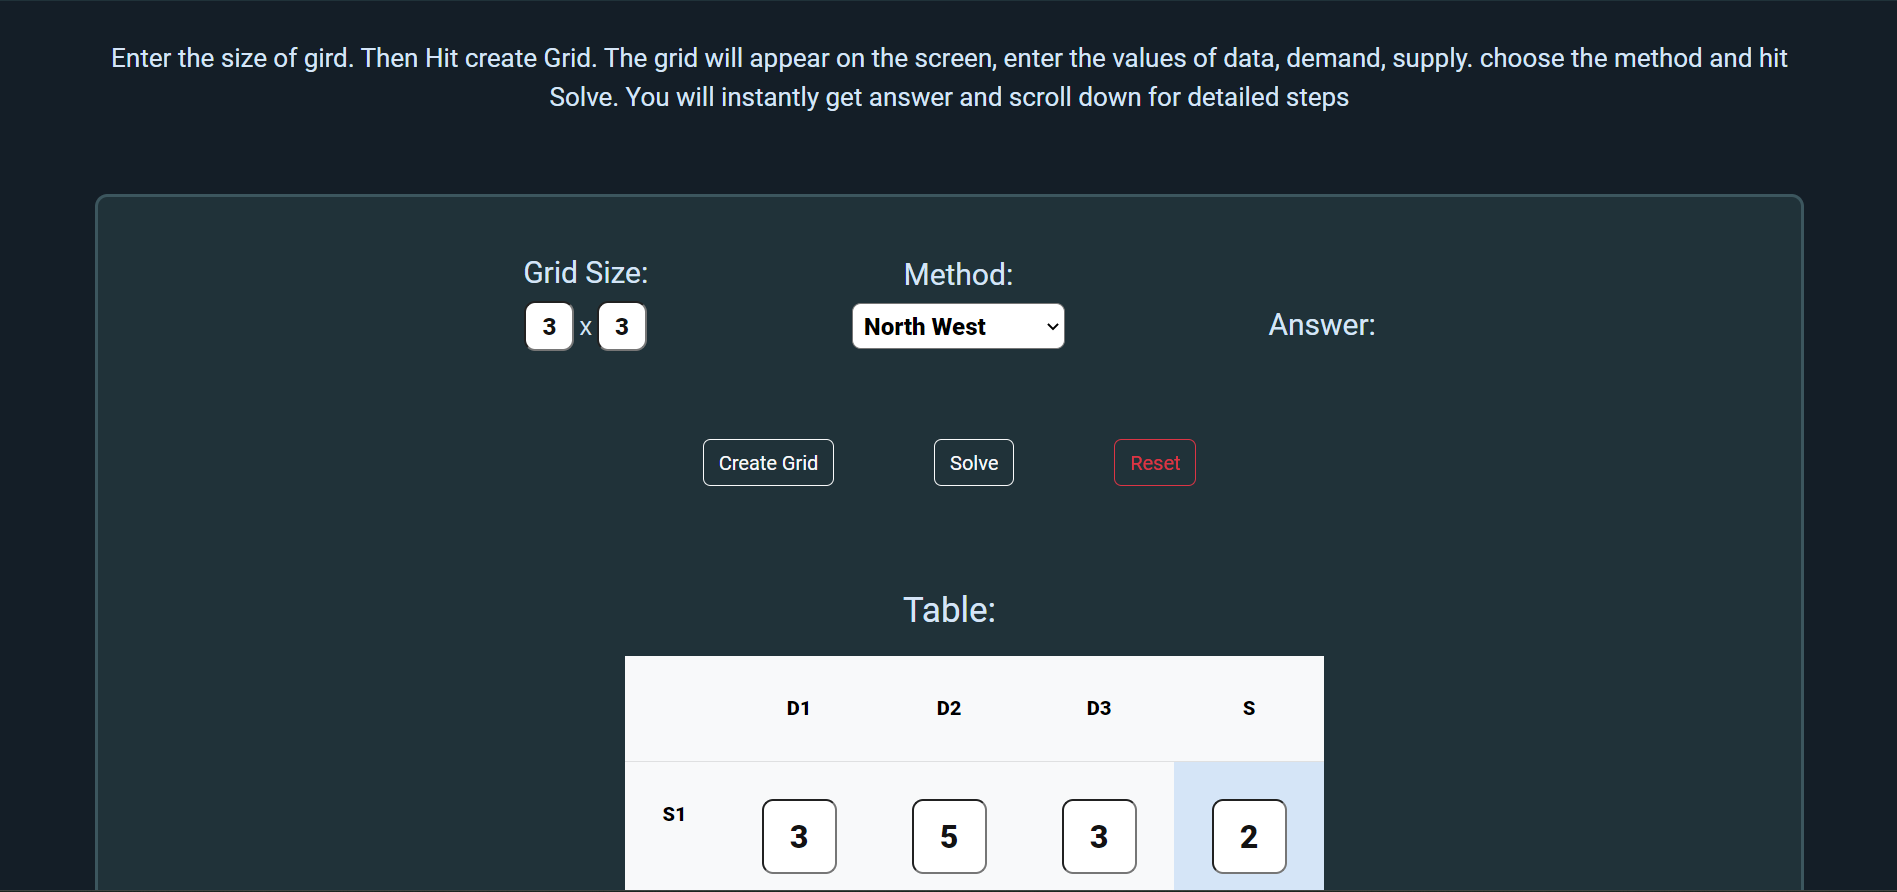 Enter the size of gird. Then Hit create Grid. The grid will appear on the screen, enter the values of data, demand, supply. choose the method and hit
Solve. You will instantly get answer and scroll down for detailed steps
Grid Size:
Method:
3 x 3
North West
Answer:
Create Grid
Solve
Reset
Table:
D1 D2 D3 S
S1 3 5 3 2